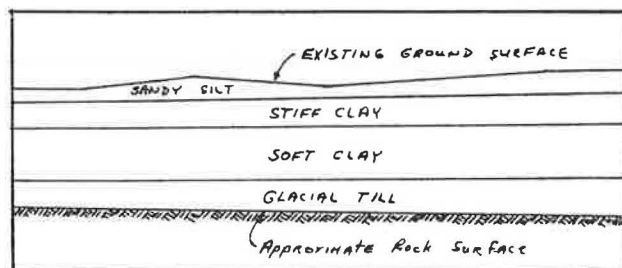 EXISTING GROUND SURFACE
SANDY SILT
STIFF CLAY
SOFT CLAY
GLACIAL TILL
Approximate Rock Surface